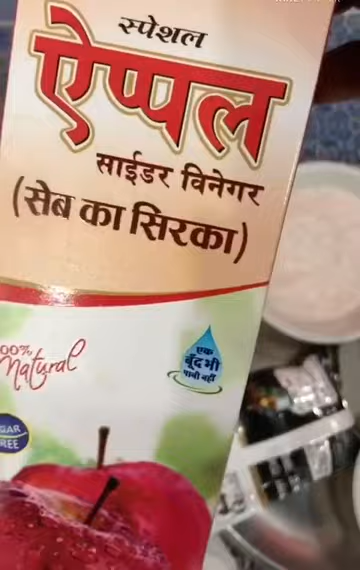 स्पेशल
ऐप्पल
साईडर विनेगर
(सेब का सिरका)
एक
बूँद भी
पानी नहीं
00%
Natural
GAR
REE